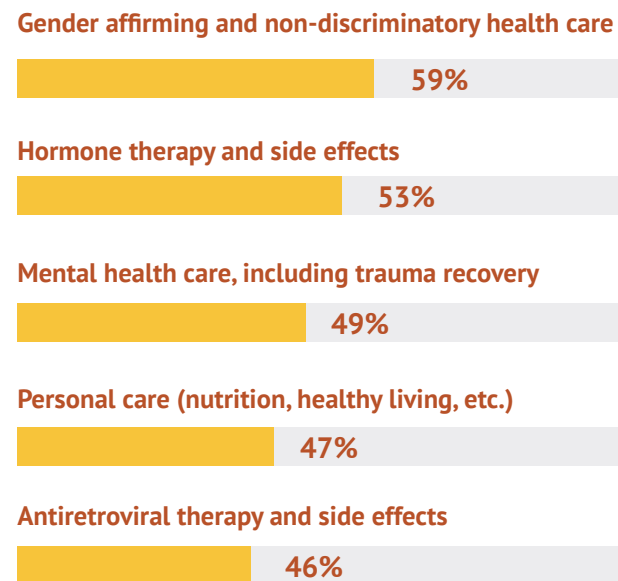 Gender affirming and non-discriminatory health care
59%
Hormone therapy and side effects
53%
Mental health care, including trauma recovery
49%
Personal care (nutrition, healthy living, etc.)
47%
Antiretroviral therapy and side effects
46%